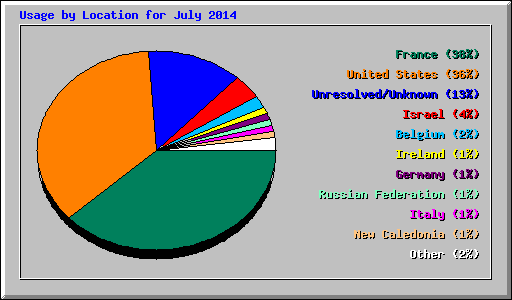 Usage by Location for July 2014
France (38%)
United States (36%)
Unresolved/Unknown (13%)
Israel (4%)
Belgium (2%)
Ireland (1%)
Germany (1%)
Russian Federation (1%)
Italy (1%)
New Caledonia (1%)
Other (2%)